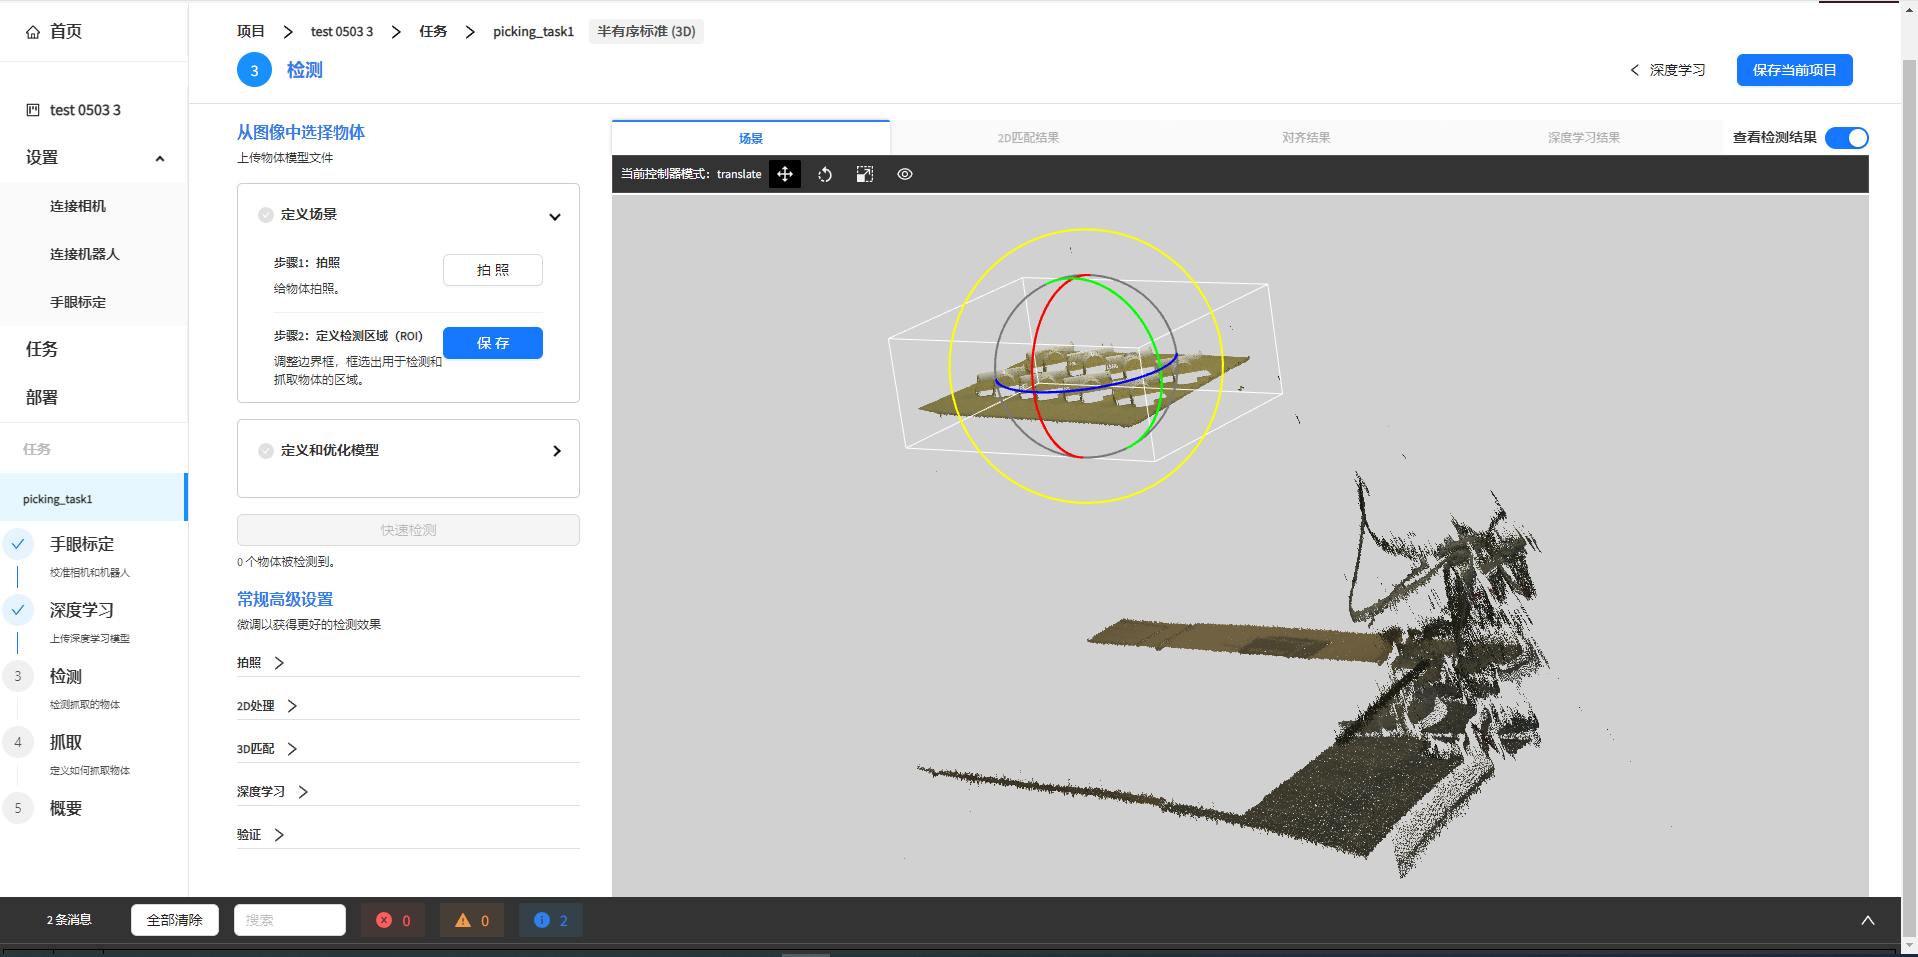 首页
项目 test 0503 3 任务 picking_task1 半有序标准 (3D)
3 检测
深度学习
保存当前项目
test 0503 3
设置
连接相机
连接机器人
手眼标定
任务
部署
任务
picking_task1
手眼标定
校准相机和机器人
深度学习
上传深度学习模型
3 检测
检测抓取的物体
4 抓取
定义如何抓取物体
5 概要
从图像中选择物体
上传物体模型文件
定义场景
步骤1：拍照
给物体拍照。
拍 照
步骤2：定义检测区域（ROI）
调整边界框，框选出用于检测和
抓取物体的区域。
保 存
定义和优化模型
快速检测
0 个物体被检测到。
常规高级设置
微调以获得更好的检测效果
拍照
2D处理
3D匹配
深度学习
验证
场景 2D匹配结果 对齐结果 深度学习结果 查看检测结果
当前控制器模式：translate
2 条消息 全部清除 搜索 0 0 2